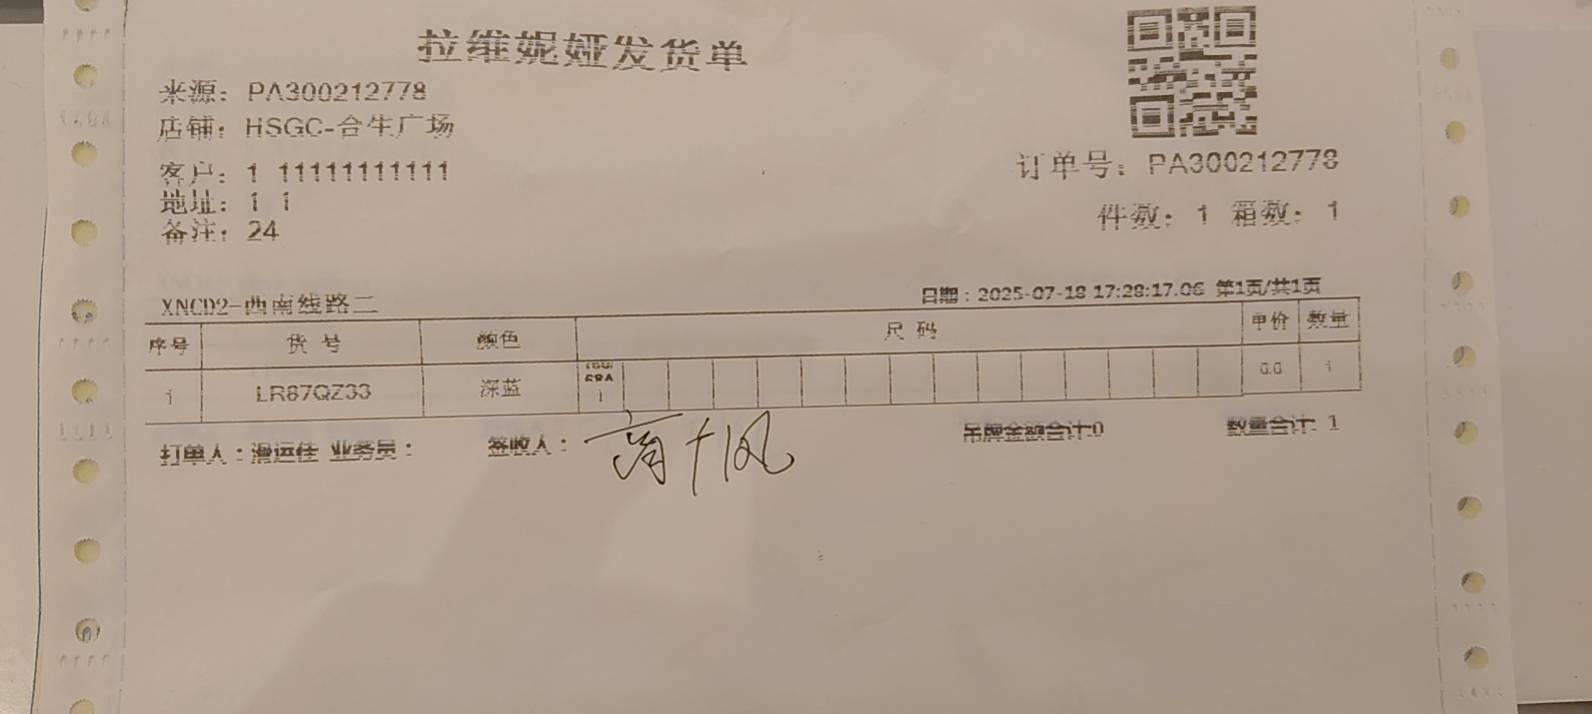 拉维妮娅发货单
来源：PA300212778
店铺：HSGC-合生广场
客户：1 11111111111
订单号：PA300212778
地址：1 1
件数：1 箱数：1
备注：24
XNCD2-西南线路二
日期：2025-07-18 17:28:17.06 第1页/共1页
序号 货号 颜色 尺码 单价 数量
1 LR87QZ33 深蓝 160/68A 1 0.0 1
打单人：运佳 业务员： 签收人： 吊牌金额合计:0 数量合计: 1